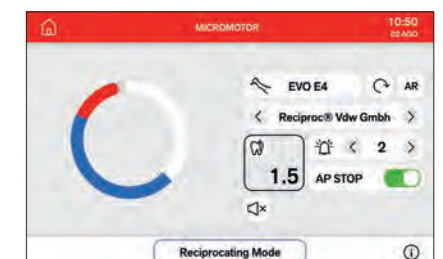 MICROMOTOR
10:50
02 AGO
EVO E4
AR
< Reciproc® Vdw Gmbh >
< 2 >
1.5
AP STOP
Reciprocating Mode